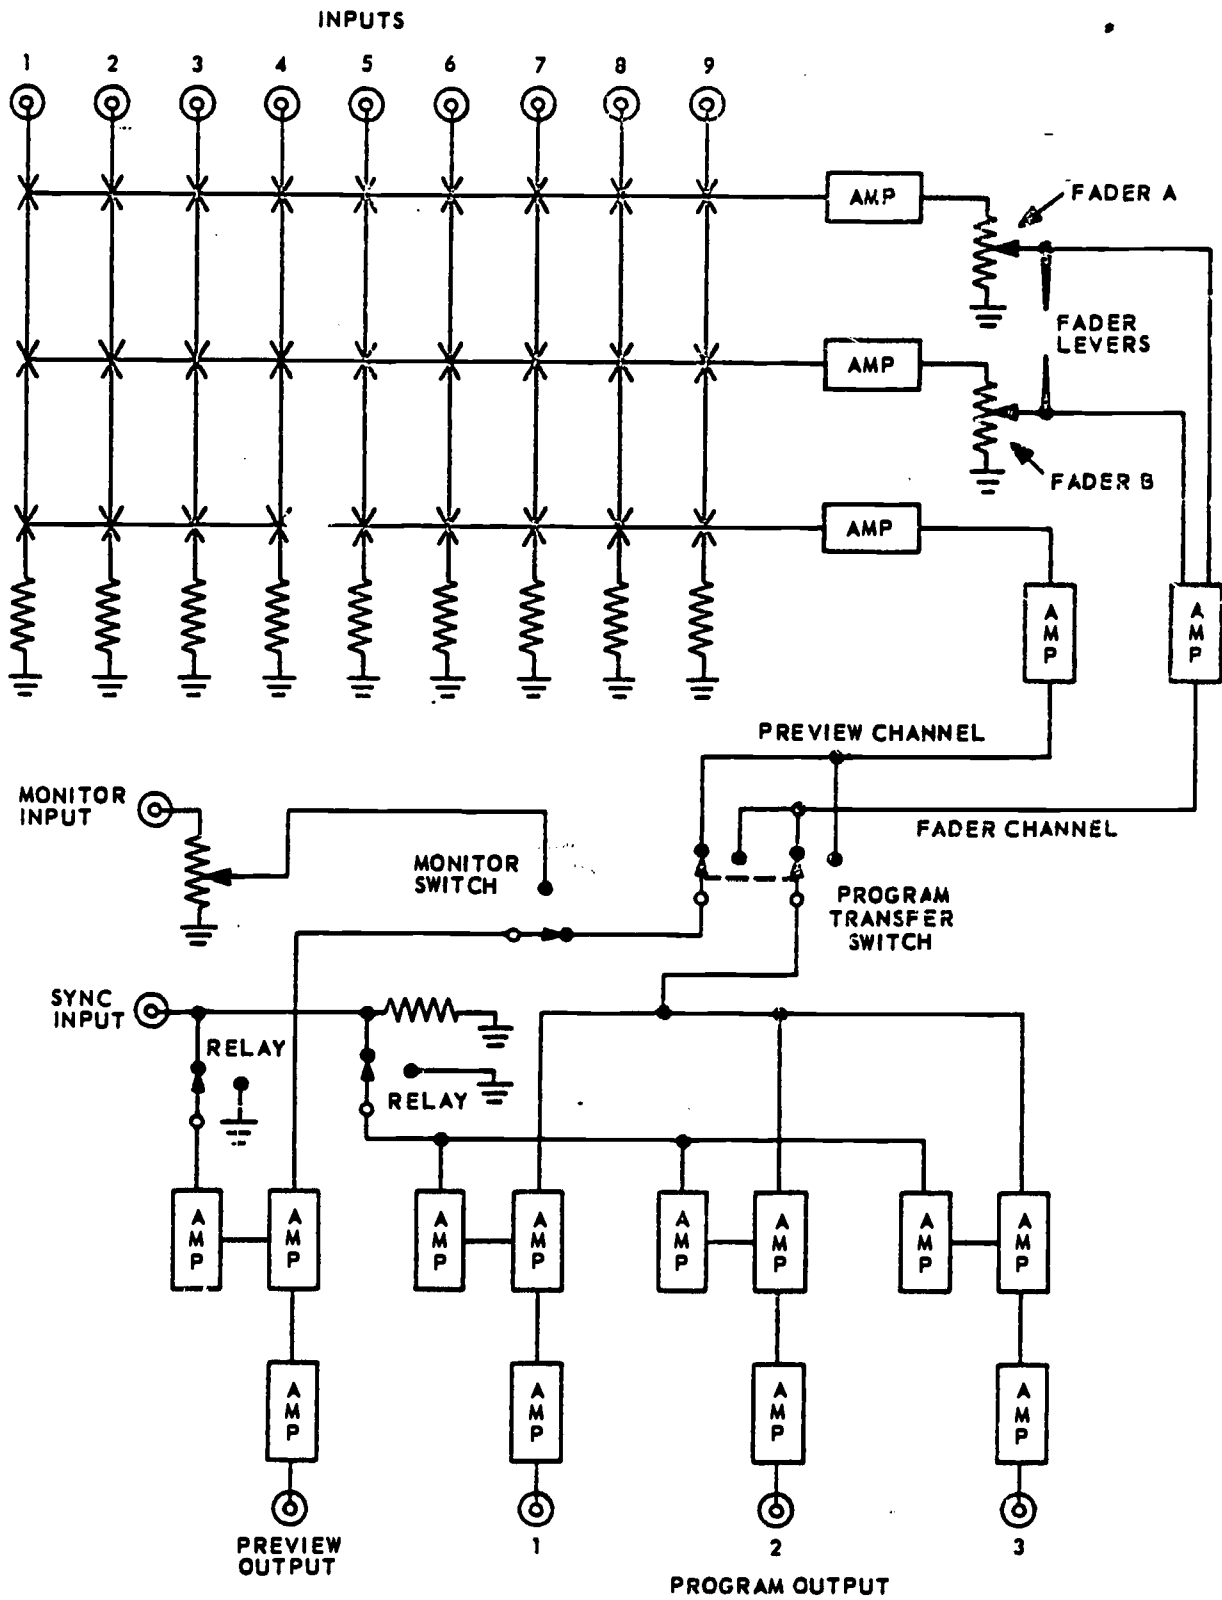 INPUTS
1 2 3 4 5 6 7 8 9
AMP
FADER A
FADER
LEVERS
AMP
FADER B
AMP
AMP
AMP
PREVIEW CHANNEL
MONITOR
INPUT
FADER CHANNEL
MONITOR
SWITCH
PROGRAM
TRANSFER
SWITCH
SYNC
INPUT
RELAY
RELAY
AMP AMP AMP AMP AMP AMP AMP AMP
AMP AMP AMP AMP
PREVIEW
OUTPUT
1 2 3
PROGRAM OUTPUT